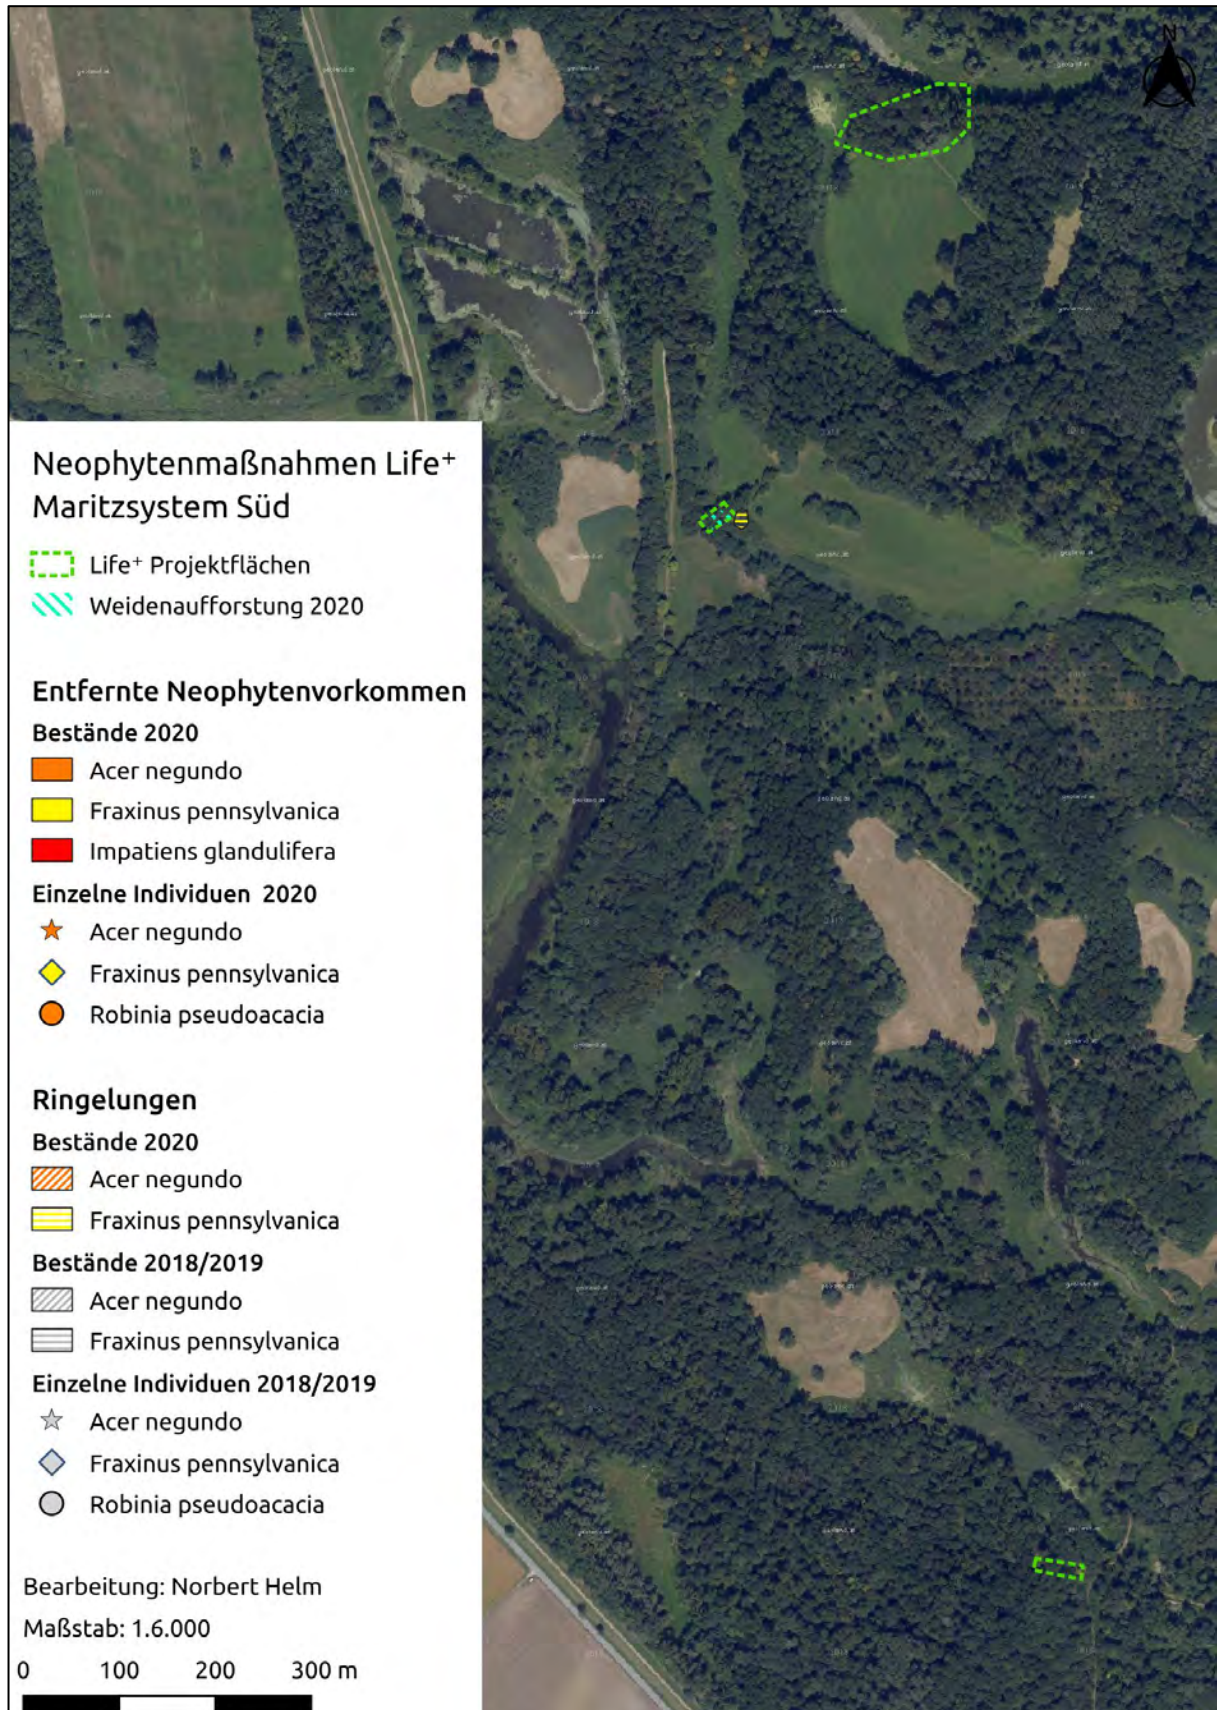 N
Neophytenmaßnahmen Life⁺
Maritzsystem Süd
Life⁺ Projektflächen
Weidenaufforstung 2020
Entfernte Neophytenvorkommen
Bestände 2020
Acer negundo
Fraxinus pennsylvanica
Impatiens glandulifera
Einzelne Individuen 2020
Acer negundo
Fraxinus pennsylvanica
Robinia pseudoacacia
Ringelungen
Bestände 2020
Acer negundo
Fraxinus pennsylvanica
Bestände 2018/2019
Acer negundo
Fraxinus pennsylvanica
Einzelne Individuen 2018/2019
Acer negundo
Fraxinus pennsylvanica
Robinia pseudoacacia
Bearbeitung: Norbert Helm
Maßstab: 1.6.000
0 100 200 300 m